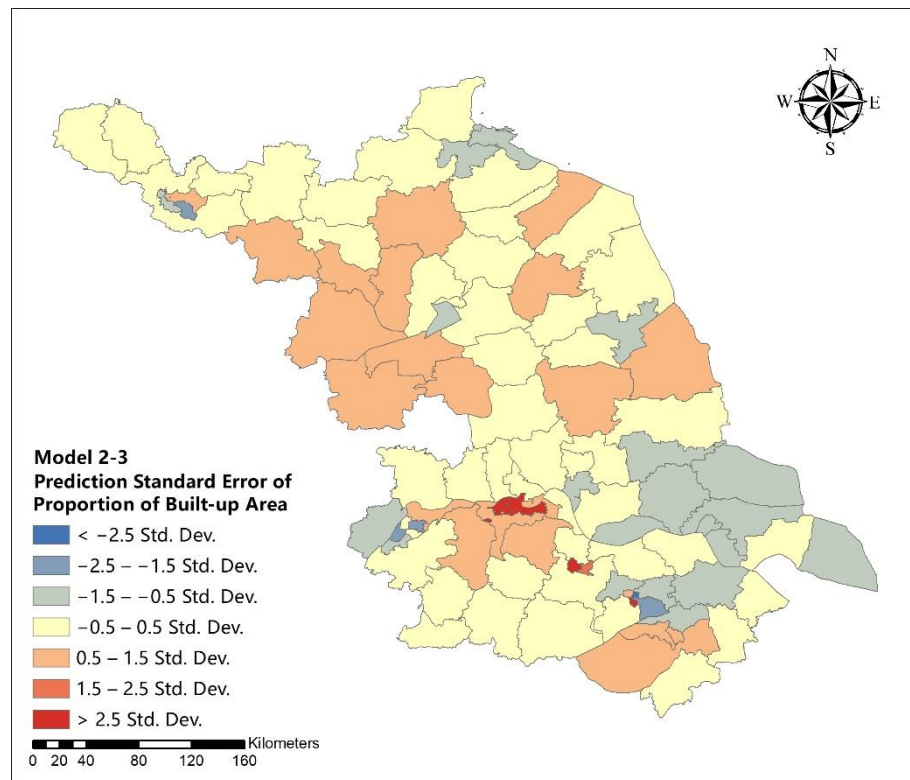 N
W E
S
Model 2-3
Prediction Standard Error of
Proportion of Built-up Area
< −2.5 Std. Dev.
−2.5 – −1.5 Std. Dev.
−1.5 – −0.5 Std. Dev.
−0.5 – 0.5 Std. Dev.
0.5 – 1.5 Std. Dev.
1.5 – 2.5 Std. Dev.
> 2.5 Std. Dev.
Kilometers
0 20 40 80 120 160